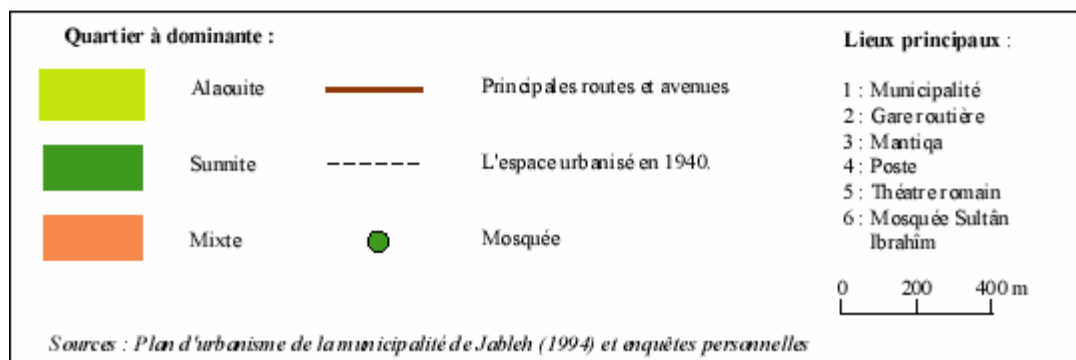 Quartier à dominante :
Alaouite
Principales routes et avenues
Sunnite
L'espace urbanisé en 1940.
Mixte
Mosquée
Lieux principaux :
1 : Municipalité
2 : Gare routière
3 : Mantiqa
4 : Poste
5 : Théatre romain
6 : Mosquée Sultân
Ibrahîm
0 200 400 m
Sources : Plan d'urbanisme de la municipalité de Jableh (1994) et enquêtes personnelles